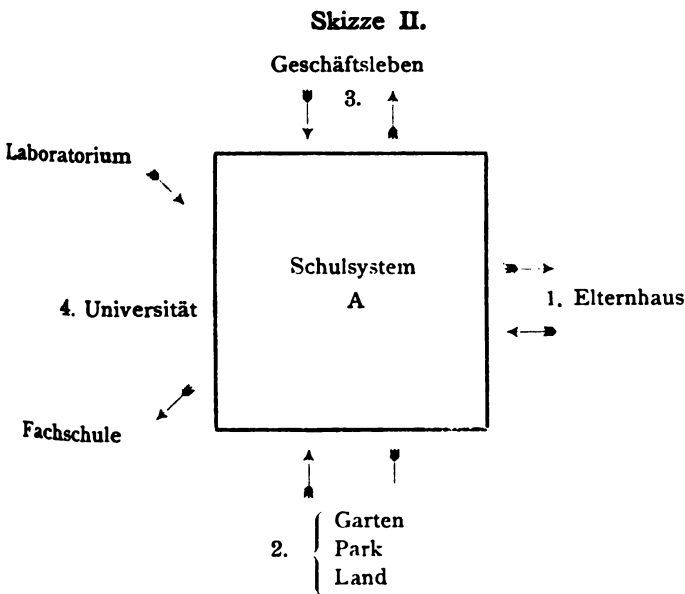 Skizze II.
Geschäftsleben
3.
Laboratorium
Schulsystem
A
4. Universität
1. Elternhaus
Fachschule
2.
Garten
Park
Land